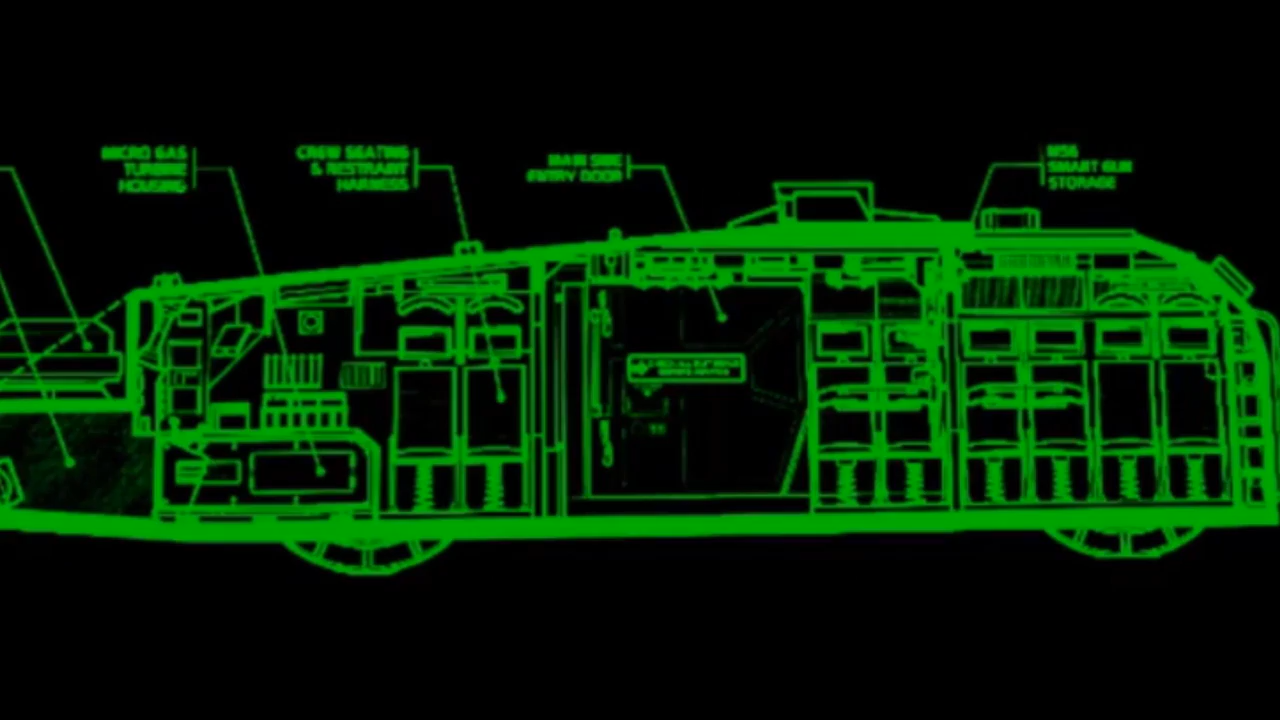 MICRO GAS
TURBINE
HOUSING
CREW SEATING
& RESTRAINT
HARNESS
MAIN SIDE
ENTRY DOOR
M56
SMART GUN
STORAGE